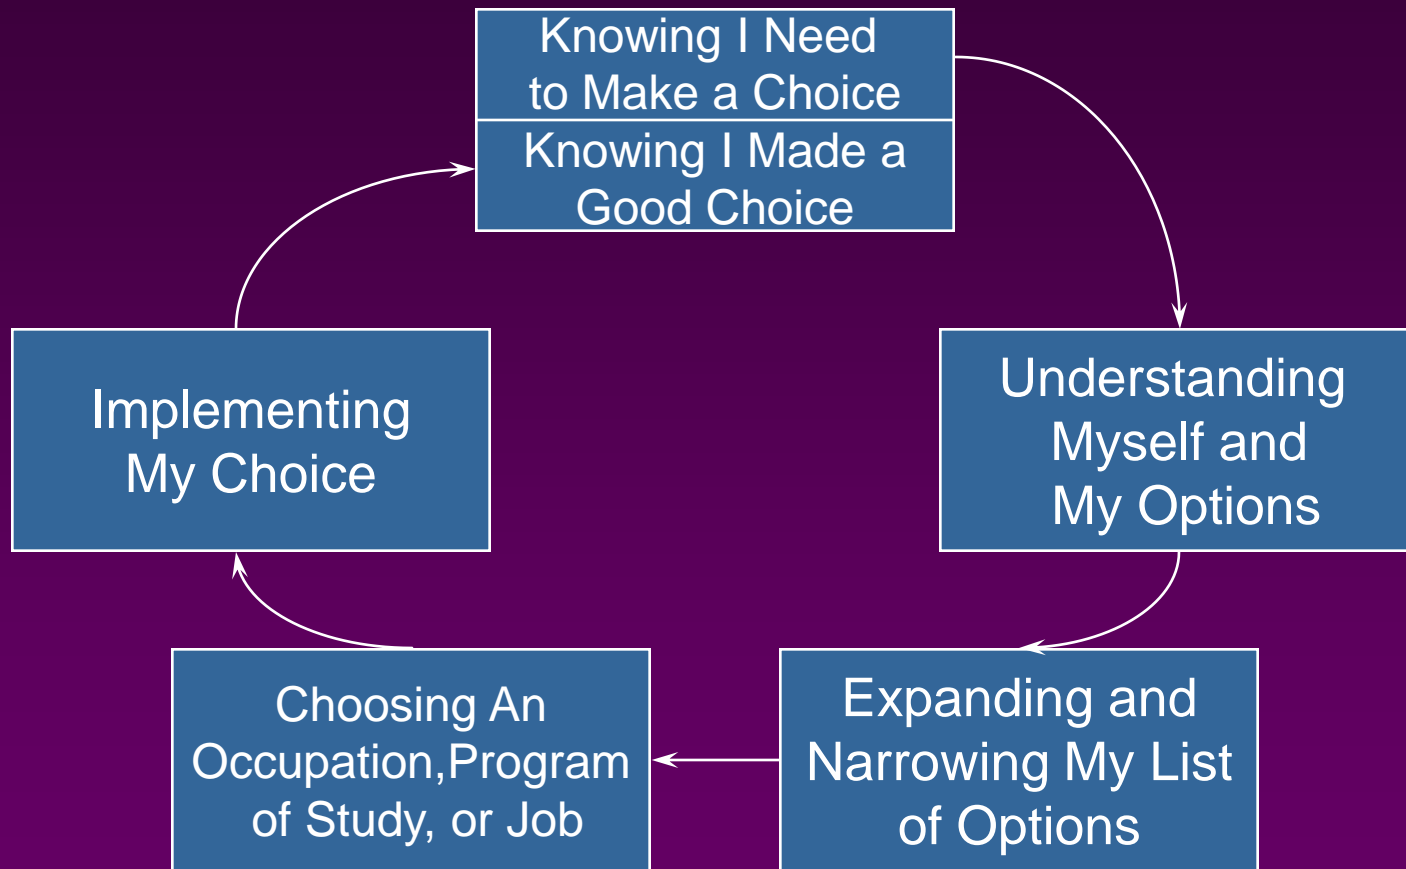 Knowing I Need
to Make a Choice
Knowing I Made a
Good Choice
Understanding
Myself and
My Options
Expanding and
Narrowing My List
of Options
Choosing An
Occupation,Program
of Study, or Job
Implementing
My Choice